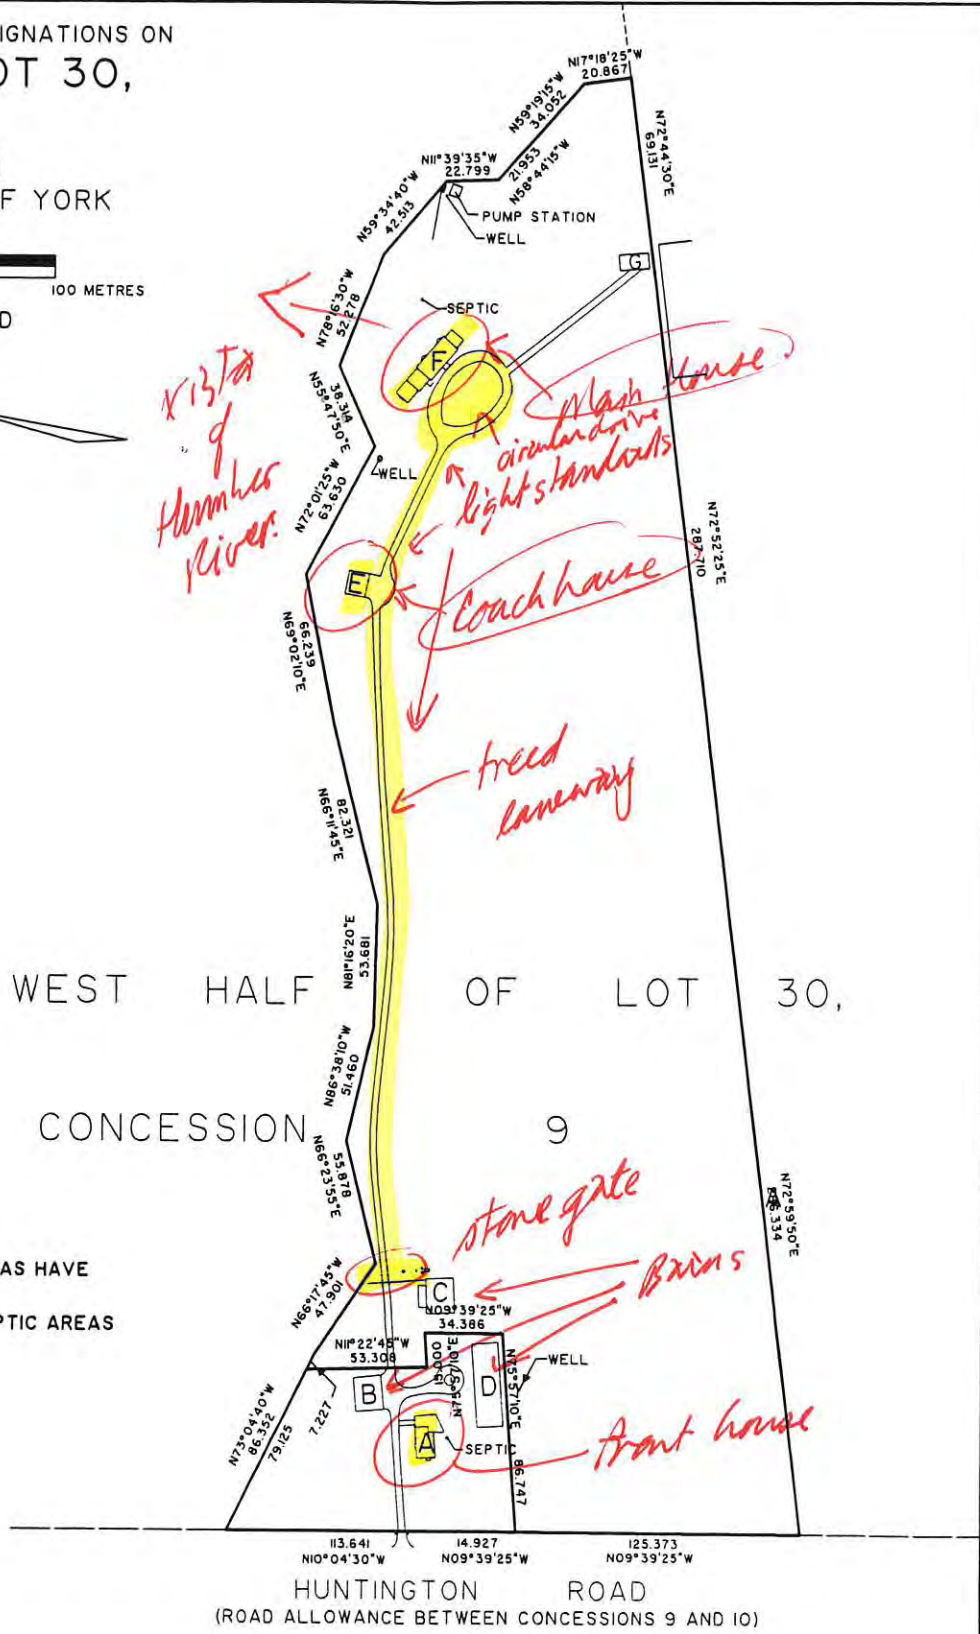 IGNATIONS ON
OT 30,
F YORK
100 METRES
D
N17°18'25"W
20.867
N59°19'15"W
34.052
21.953
N58°44'15"W
N11°39'35"W
22.799
N59°34'40"W
42.513
N72°44'30"E
69.131
PUMP STATION
WELL
G
N78°16'30"W
52.278
SEPTIC
F
Mash house
vista
of
Humber
River.
38.314
N55°47'50"E
circular drive
light standards
WELL
N72°01'25"W
63.630
N72°52'25"E
287.710
E
Coach house
66.239
N69°02'10"E
treed
laneway
82.321
N66°11'45"E
N81°16'20"E
53.681
WEST HALF OF LOT 30,
N86°38'10"W
51.460
CONCESSION 9
55.878
N66°23'55"E
stone gate
N72°59'50"E
.334
Barns
AS HAVE
PTIC AREAS
N66°17'45"W
47.901
C
N09°39'25"W
34.386
N11°22'45"W
53.308
15.000
N75°57'10"E
N75°57'10"E
86.747
WELL
B
D
7.227
N73°04'40"W
86.352
79.125
A
SEPTIC
front house
113.641
N10°04'30"W
14.927
N09°39'25"W
125.373
N09°39'25"W
HUNTINGTON ROAD
(ROAD ALLOWANCE BETWEEN CONCESSIONS 9 AND 10)